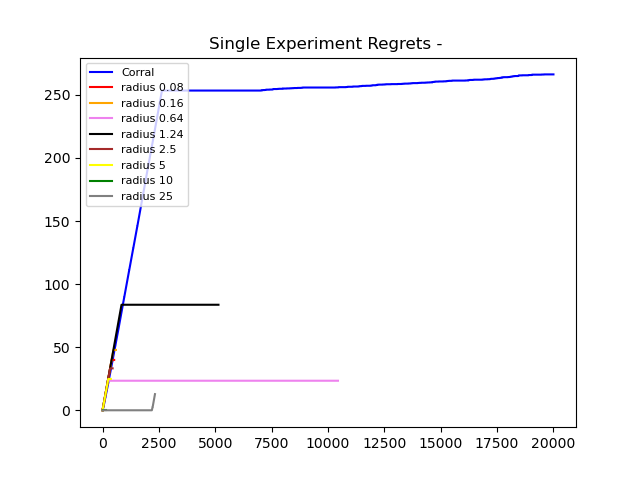 Single Experiment Regrets -
250
200
150
100
50
0
Corral
radius 0.08
radius 0.16
radius 0.64
radius 1.24
radius 2.5
radius 5
radius 10
radius 25
0 2500 5000 7500 10000 12500 15000 17500 20000